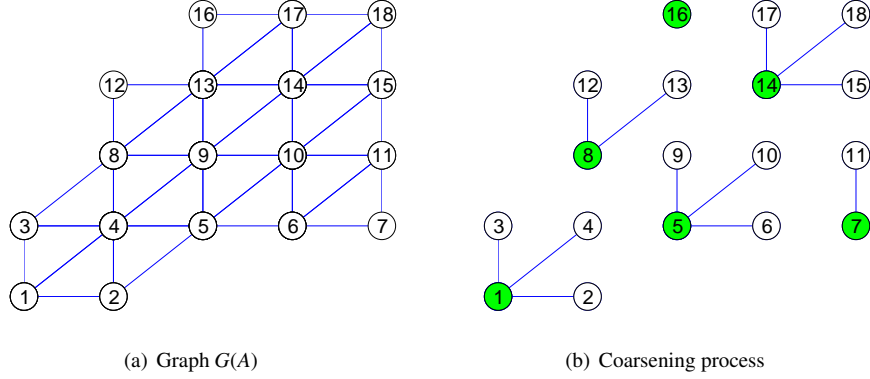 16 17 18 16 17 18
12 13 14 15 12 13 14 15
8 9 10 11 8 9 10 11
3 4 5 6 7 3 4 5 6 7
1 2 1 2
(a) Graph G(A) (b) Coarsening process